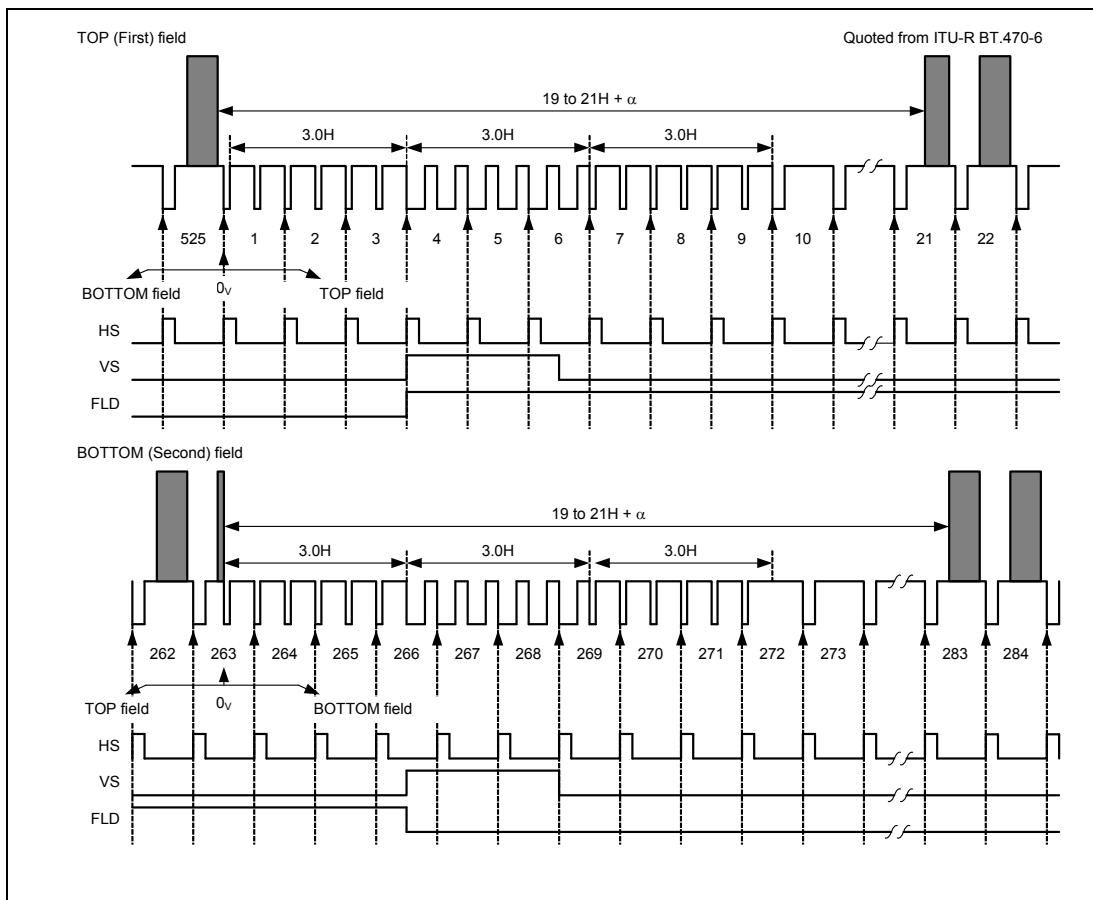 TOP (First) field Quoted from ITU-R BT.470-6
19 to 21H + α
3.0H 3.0H 3.0H
525 1 2 3 4 5 6 7 8 9 10 21 22
BOTTOM field 0V TOP field
HS
VS
FLD
BOTTOM (Second) field
19 to 21H + α
3.0H 3.0H 3.0H
262 263 264 265 266 267 268 269 270 271 272 273 283 284
TOP field 0V BOTTOM field
HS
VS
FLD